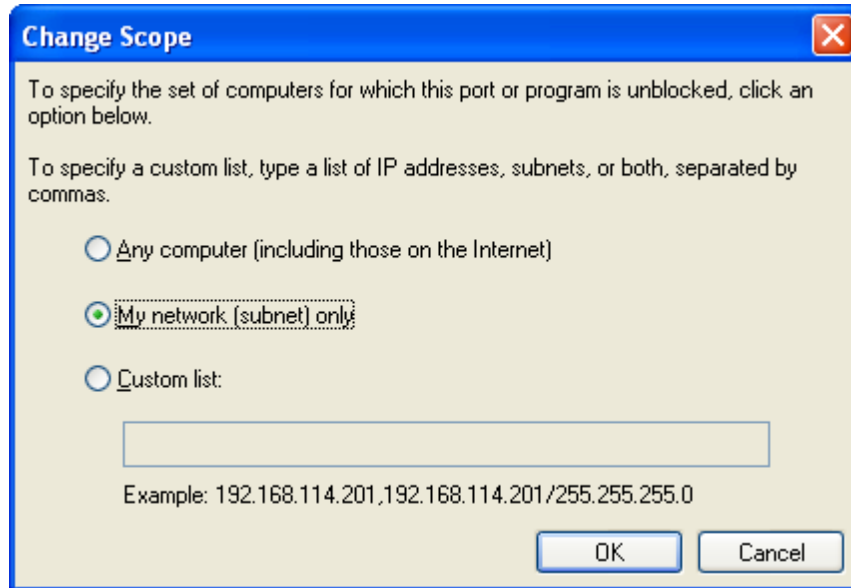 Change Scope
To specify the set of computers for which this port or program is unblocked, click an
option below.
To specify a custom list, type a list of IP addresses, subnets, or both, separated by
commas.
Any computer (including those on the Internet)
My network (subnet) only
Custom list:
Example: 192.168.114.201,192.168.114.201/255.255.255.0
OK Cancel